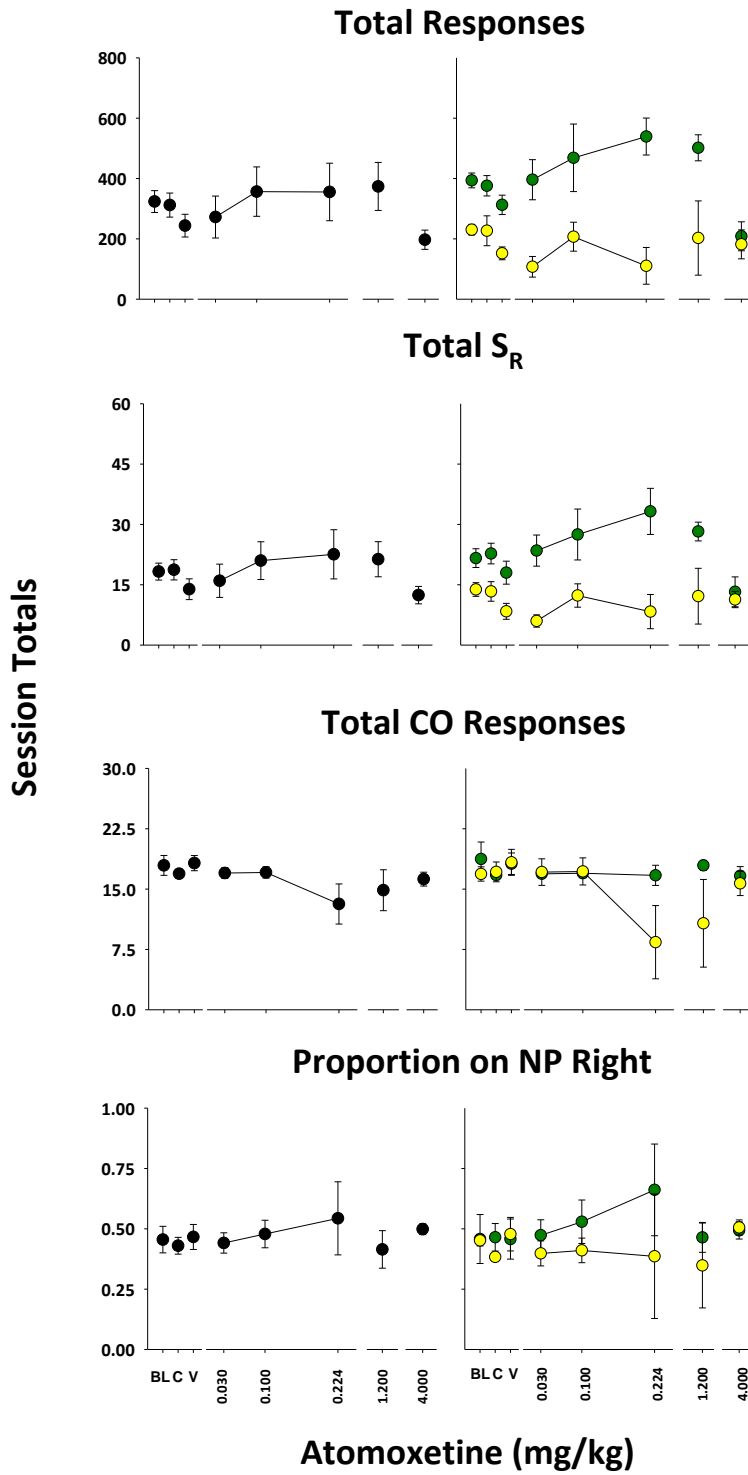 Total Responses
800
600
400
200
0
Total S_R
60
45
30
15
0
Session Totals
Total CO Responses
30.0
22.5
15.0
7.5
0.0
Proportion on NP Right
1.00
0.75
0.50
0.25
0.00
BL C V 0.030 0.100 0.224 1.200 4.000 BL C V 0.030 0.100 0.224 1.200 4.000
Atomoxetine (mg/kg)